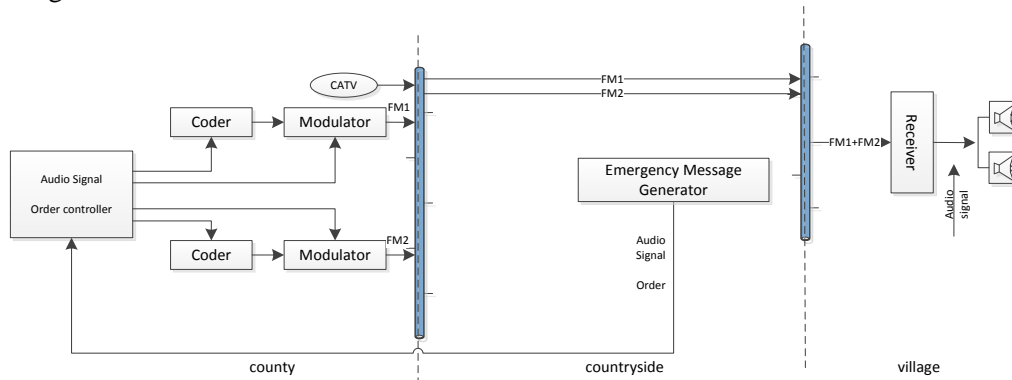 CATV
FM1
FM1
FM2
Coder
Modulator
Audio Signal
Order controller
Coder
Modulator
FM2
Emergency Message
Generator
Audio
Signal
Order
FM1+FM2
Receiver
Audio
signal
county
countryside
village